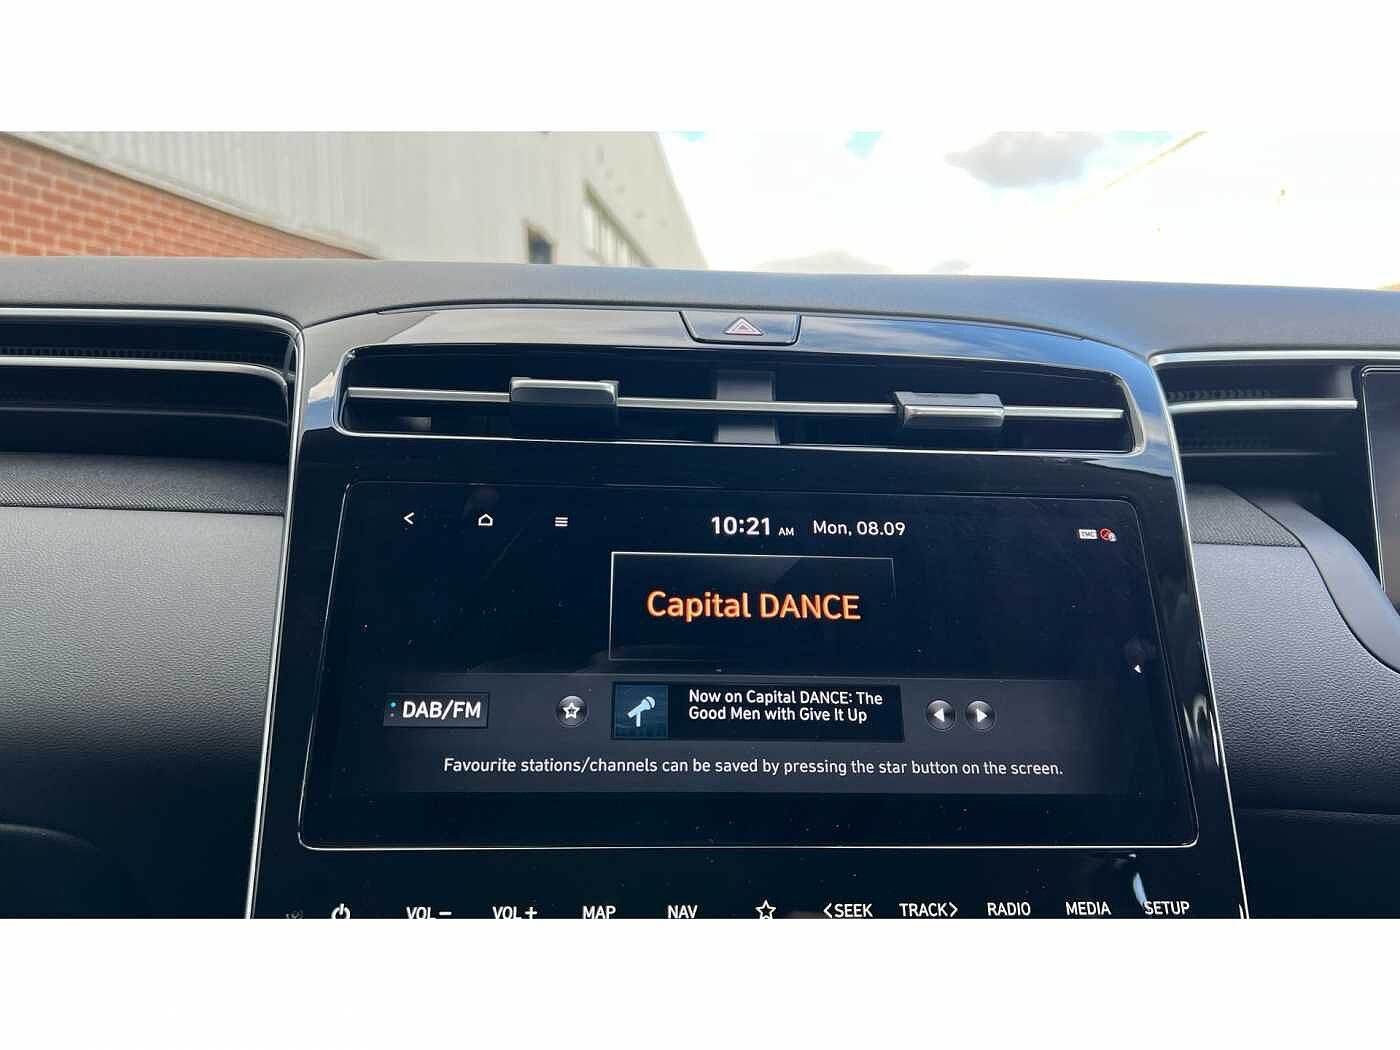 10:21 AM Mon, 08.09
TMC
Capital DANCE
DAB/FM
Now on Capital DANCE: The
Good Men with Give It Up
Favourite stations/channels can be saved by pressing the star button on the screen.
VOL− VOL+ MAP NAV <SEEK TRACK> RADIO MEDIA SETUP